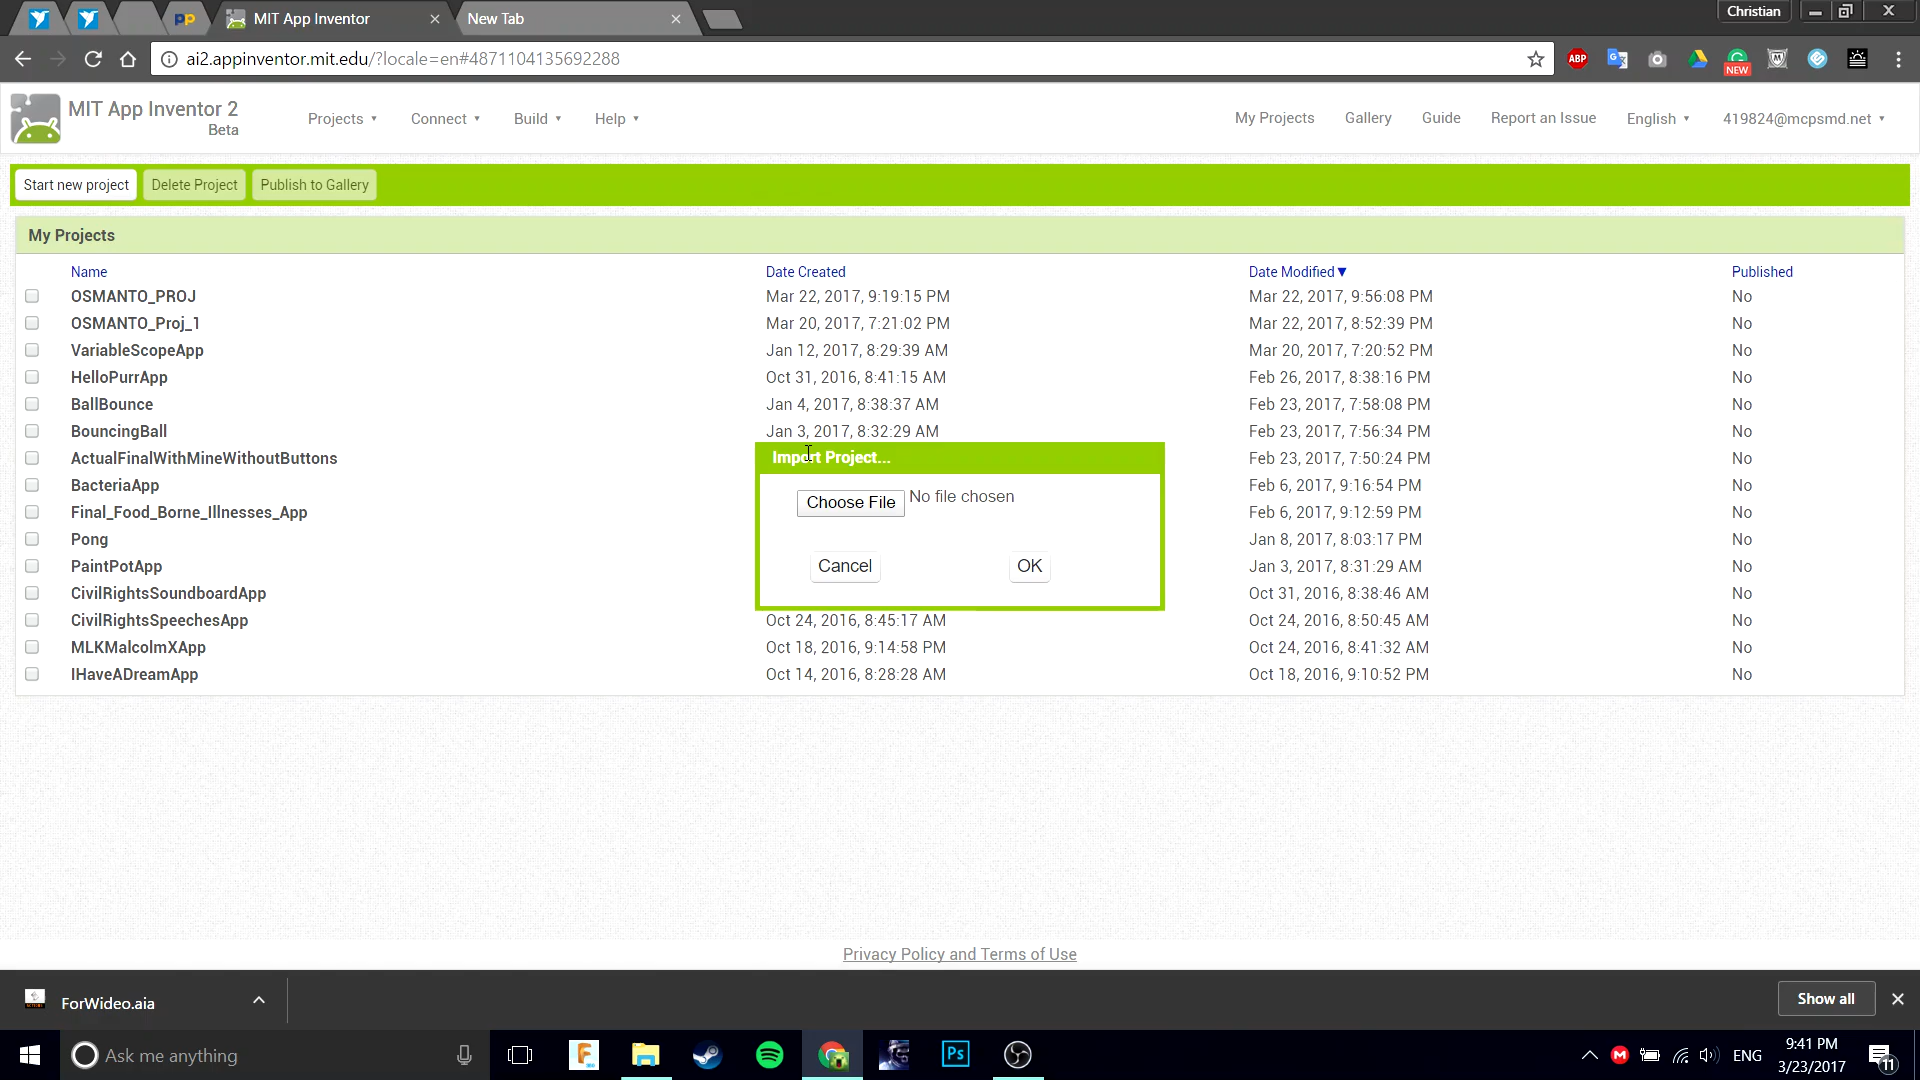 MIT App Inventor
New Tab
Christian
ai2.appinventor.mit.edu/?locale=en#4871104135692288
ABP
NEW
MIT App Inventor 2
Beta
Projects
Connect
Build
Help
My Projects
Gallery
Guide
Report an Issue
English
419824@mcpsmd.net
Start new project
Delete Project
Publish to Gallery
My Projects
Name Date Created Date Modified▼ Published
OSMANTO_PROJ Mar 22, 2017, 9:19:15 PM Mar 22, 2017, 9:56:08 PM No
OSMANTO_Proj_1 Mar 20, 2017, 7:21:02 PM Mar 22, 2017, 8:52:39 PM No
VariableScopeApp Jan 12, 2017, 8:29:39 AM Mar 20, 2017, 7:20:52 PM No
HelloPurrApp Oct 31, 2016, 8:41:15 AM Feb 26, 2017, 8:38:16 PM No
BallBounce Jan 4, 2017, 8:38:37 AM Feb 23, 2017, 7:58:08 PM No
BouncingBall Jan 3, 2017, 8:32:29 AM Feb 23, 2017, 7:56:34 PM No
ActualFinalWithMineWithoutButtons Feb 23, 2017, 7:50:24 PM No
BacteriaApp Feb 6, 2017, 9:16:54 PM No
Final_Food_Borne_Illnesses_App Feb 6, 2017, 9:12:59 PM No
Pong Jan 8, 2017, 8:03:17 PM No
PaintPotApp Jan 3, 2017, 8:31:29 AM No
CivilRightsSoundboardApp Oct 31, 2016, 8:38:46 AM No
CivilRightsSpeechesApp Oct 24, 2016, 8:45:17 AM Oct 24, 2016, 8:50:45 AM No
MLKMalcolmXApp Oct 18, 2016, 9:14:58 PM Oct 24, 2016, 8:41:32 AM No
IHaveADreamApp Oct 14, 2016, 8:28:28 AM Oct 18, 2016, 9:10:52 PM No
Import Project...
Choose File No file chosen
Cancel OK
Privacy Policy and Terms of Use
ForWideo.aia
Show all
Ask me anything
Ps
ENG
9:41 PM
3/23/2017
11